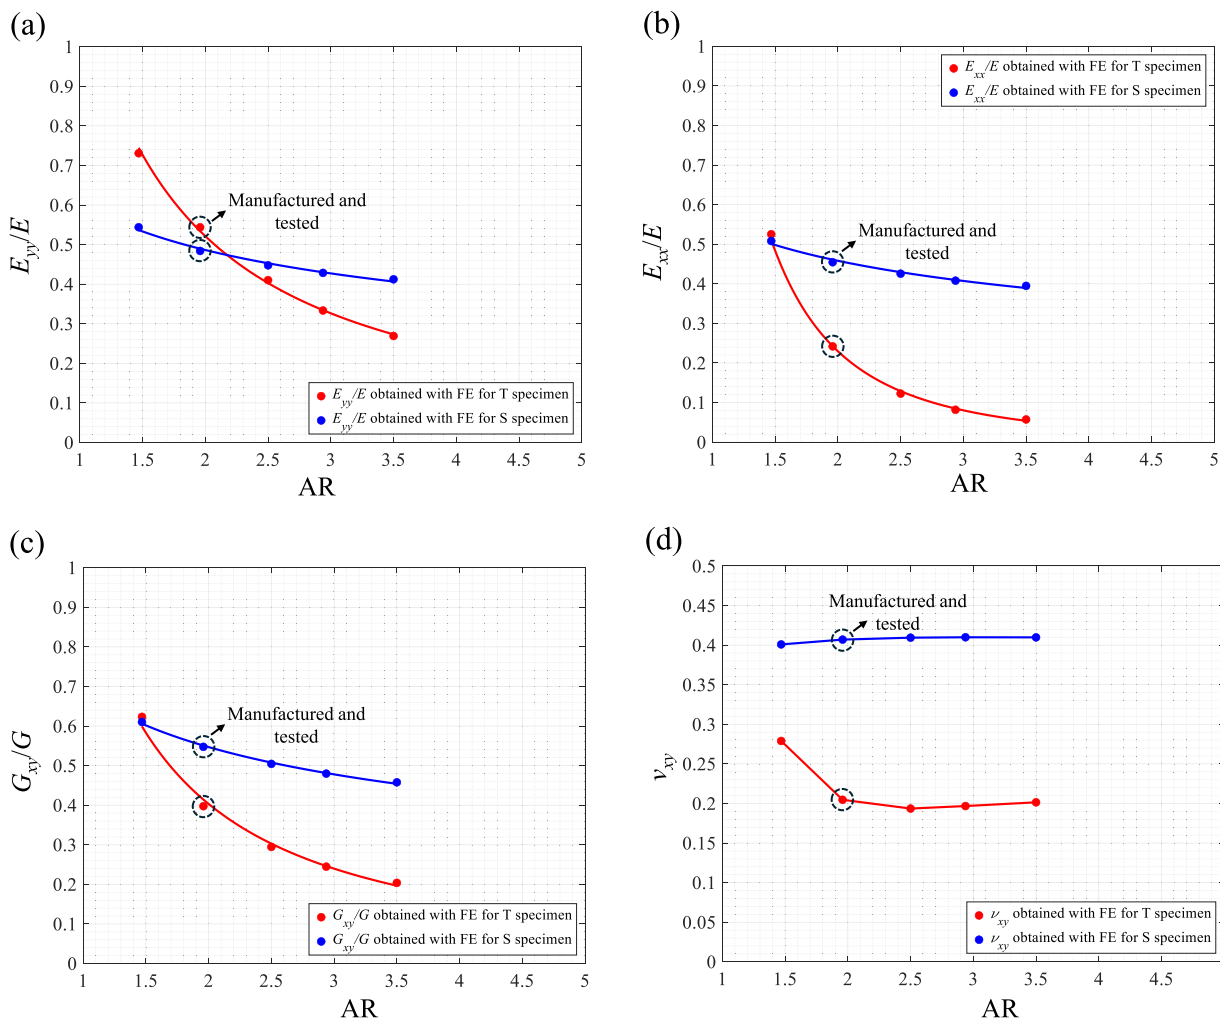 (a)
1
0.9
0.8
0.7
0.6
0.5
0.4
0.3
0.2
0.1
0
E_yy/E
Manufactured and
tested
E_yy/E obtained with FE for T specimen
E_yy/E obtained with FE for S specimen
1 1.5 2 2.5 3 3.5 4 4.5 5
AR
(b)
1
0.9
0.8
0.7
0.6
0.5
0.4
0.3
0.2
0.1
0
E_xx/E
E_xx/E obtained with FE for T specimen
E_xx/E obtained with FE for S specimen
Manufactured and
tested
1 1.5 2 2.5 3 3.5 4 4.5 5
AR
(c)
1
0.9
0.8
0.7
0.6
0.5
0.4
0.3
0.2
0.1
0
G_xy/G
Manufactured and
tested
G_xy/G obtained with FE for T specimen
G_xy/G obtained with FE for S specimen
1 1.5 2 2.5 3 3.5 4 4.5 5
AR
(d)
0.5
0.45
0.4
0.35
0.3
0.25
0.2
0.15
0.1
0.05
0
ν_xy
Manufactured and
tested
ν_xy obtained with FE for T specimen
ν_xy obtained with FE for S specimen
1 1.5 2 2.5 3 3.5 4 4.5
AR